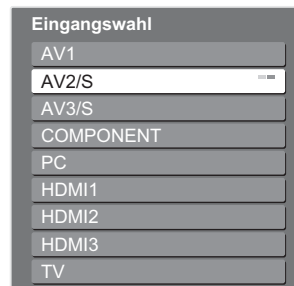 Eingangswahl
AV1
AV2/S
AV3/S
COMPONENT
PC
HDMI1
HDMI2
HDMI3
TV